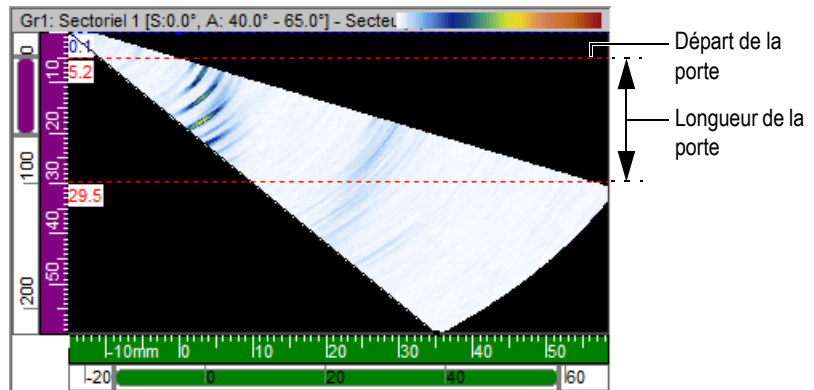 Gr1: Sectoriel 1 [S:0.0°, A: 40.0° - 65.0°] - Secteu
Départ de la
porte
Longueur de la
porte
0.1
5.2
29.5
0
100
200
10
20
30
40
50
-10mm 0 10 20 30 40 50
-20 0 20 40 60